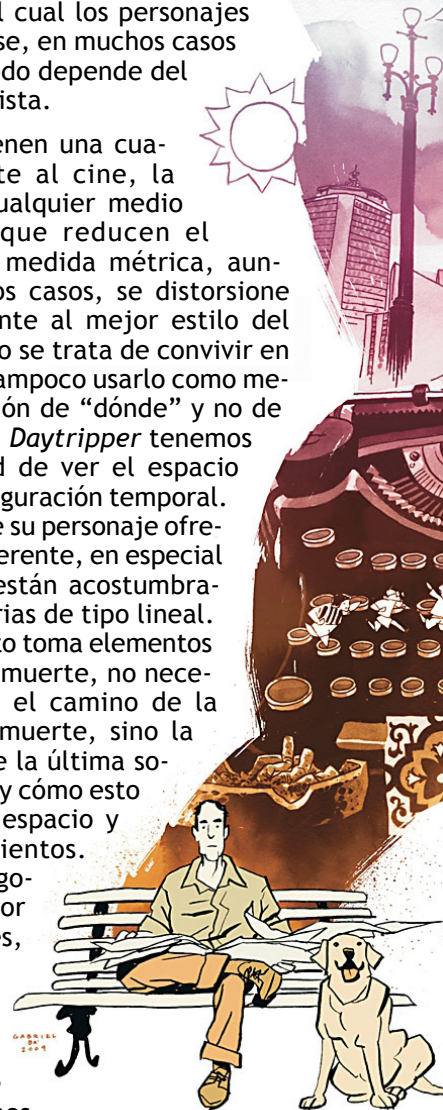 l cual los personajes
se, en muchos casos
do depende del
ista.
enen una cua-
te al cine, la
ualquier medio
que reducen el
medida métrica, aun-
os casos, se distorsione
nte al mejor estilo del
o se trata de convivir en
ampoco usarlo como me-
ión de “dónde” y no de
Daytripper tenemos
d de ver el espacio
guración temporal.
e su personaje ofre-
erente, en especial
están acostumbra-
rias de tipo lineal.
to toma elementos
muerte, no nece-
el camino de la
muerte, sino la
e la última so-
y cómo esto
espacio y
ientos.
go-
or
es,
GABRIEL
BÁ
2009